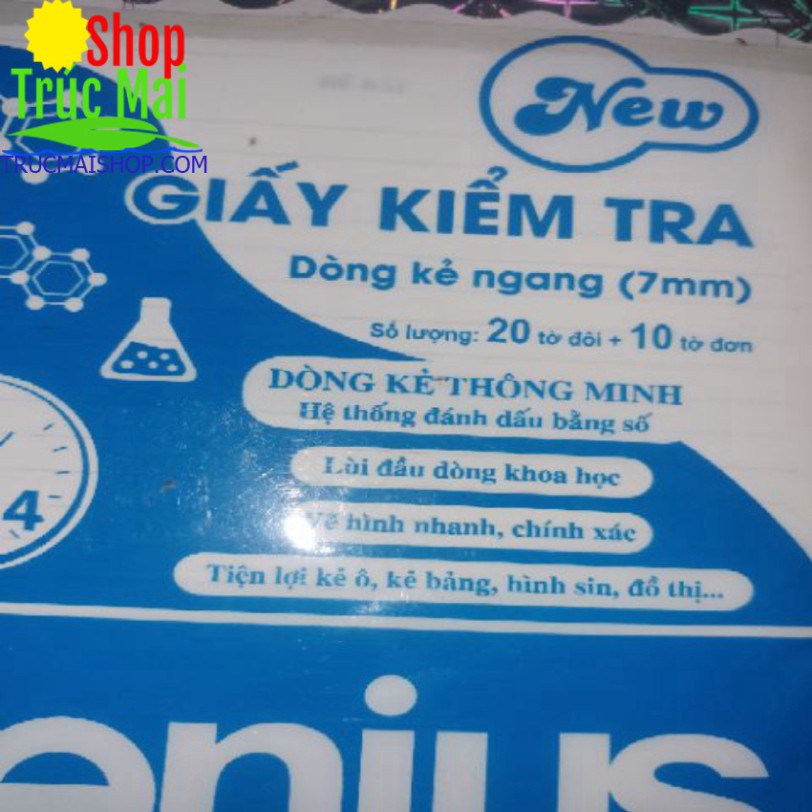 Shop
Trúc Mai
TRUCMAISHOP.COM
New
GIẤY KIỂM TRA
Dòng kẻ ngang (7mm)
Số lượng: 20 tờ đôi + 10 tờ đơn
DÒNG KẺ THÔNG MINH
Hệ thống đánh dấu bằng số
Lùi đầu dòng khoa học
Vẽ hình nhanh, chính xác
4
Tiện lợi kẻ ô, kẻ bảng, hình sin, đồ thị...
enius